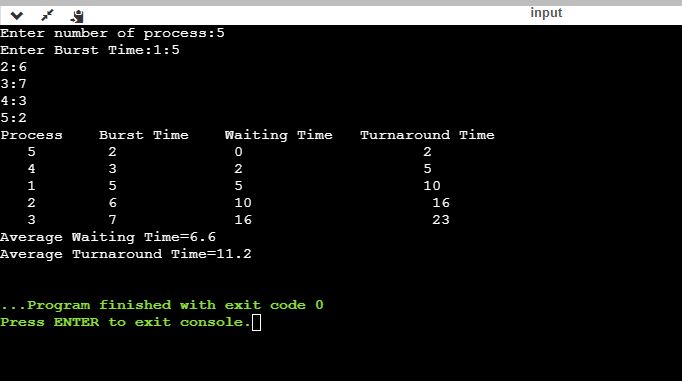 input
Enter number of process:5
Enter Burst Time:1:5
2:6
3:7
4:3
5:2
Process Burst Time Waiting Time Turnaround Time
5 2 0 2
4 3 2 5
1 5 5 10
2 6 10 16
3 7 16 23
Average Waiting Time=6.6
Average Turnaround Time=11.2
...Program finished with exit code 0
Press ENTER to exit console.